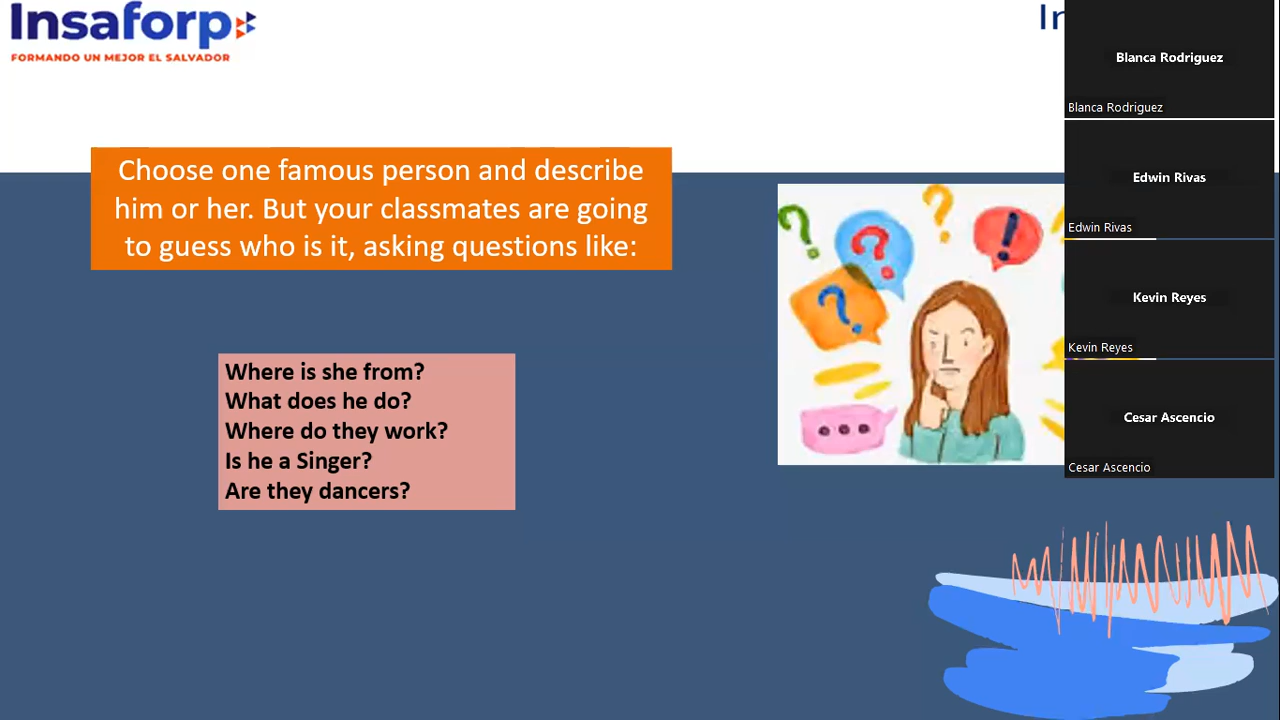 Insaforp
FORMANDO UN MEJOR EL SALVADOR
In
Choose one famous person and describe
him or her. But your classmates are going
to guess who is it, asking questions like:
Where is she from?
What does he do?
Where do they work?
Is he a Singer?
Are they dancers?
Blanca Rodriguez
Blanca Rodriguez
Edwin Rivas
Edwin Rivas
Kevin Reyes
Kevin Reyes
Cesar Ascencio
Cesar Ascencio